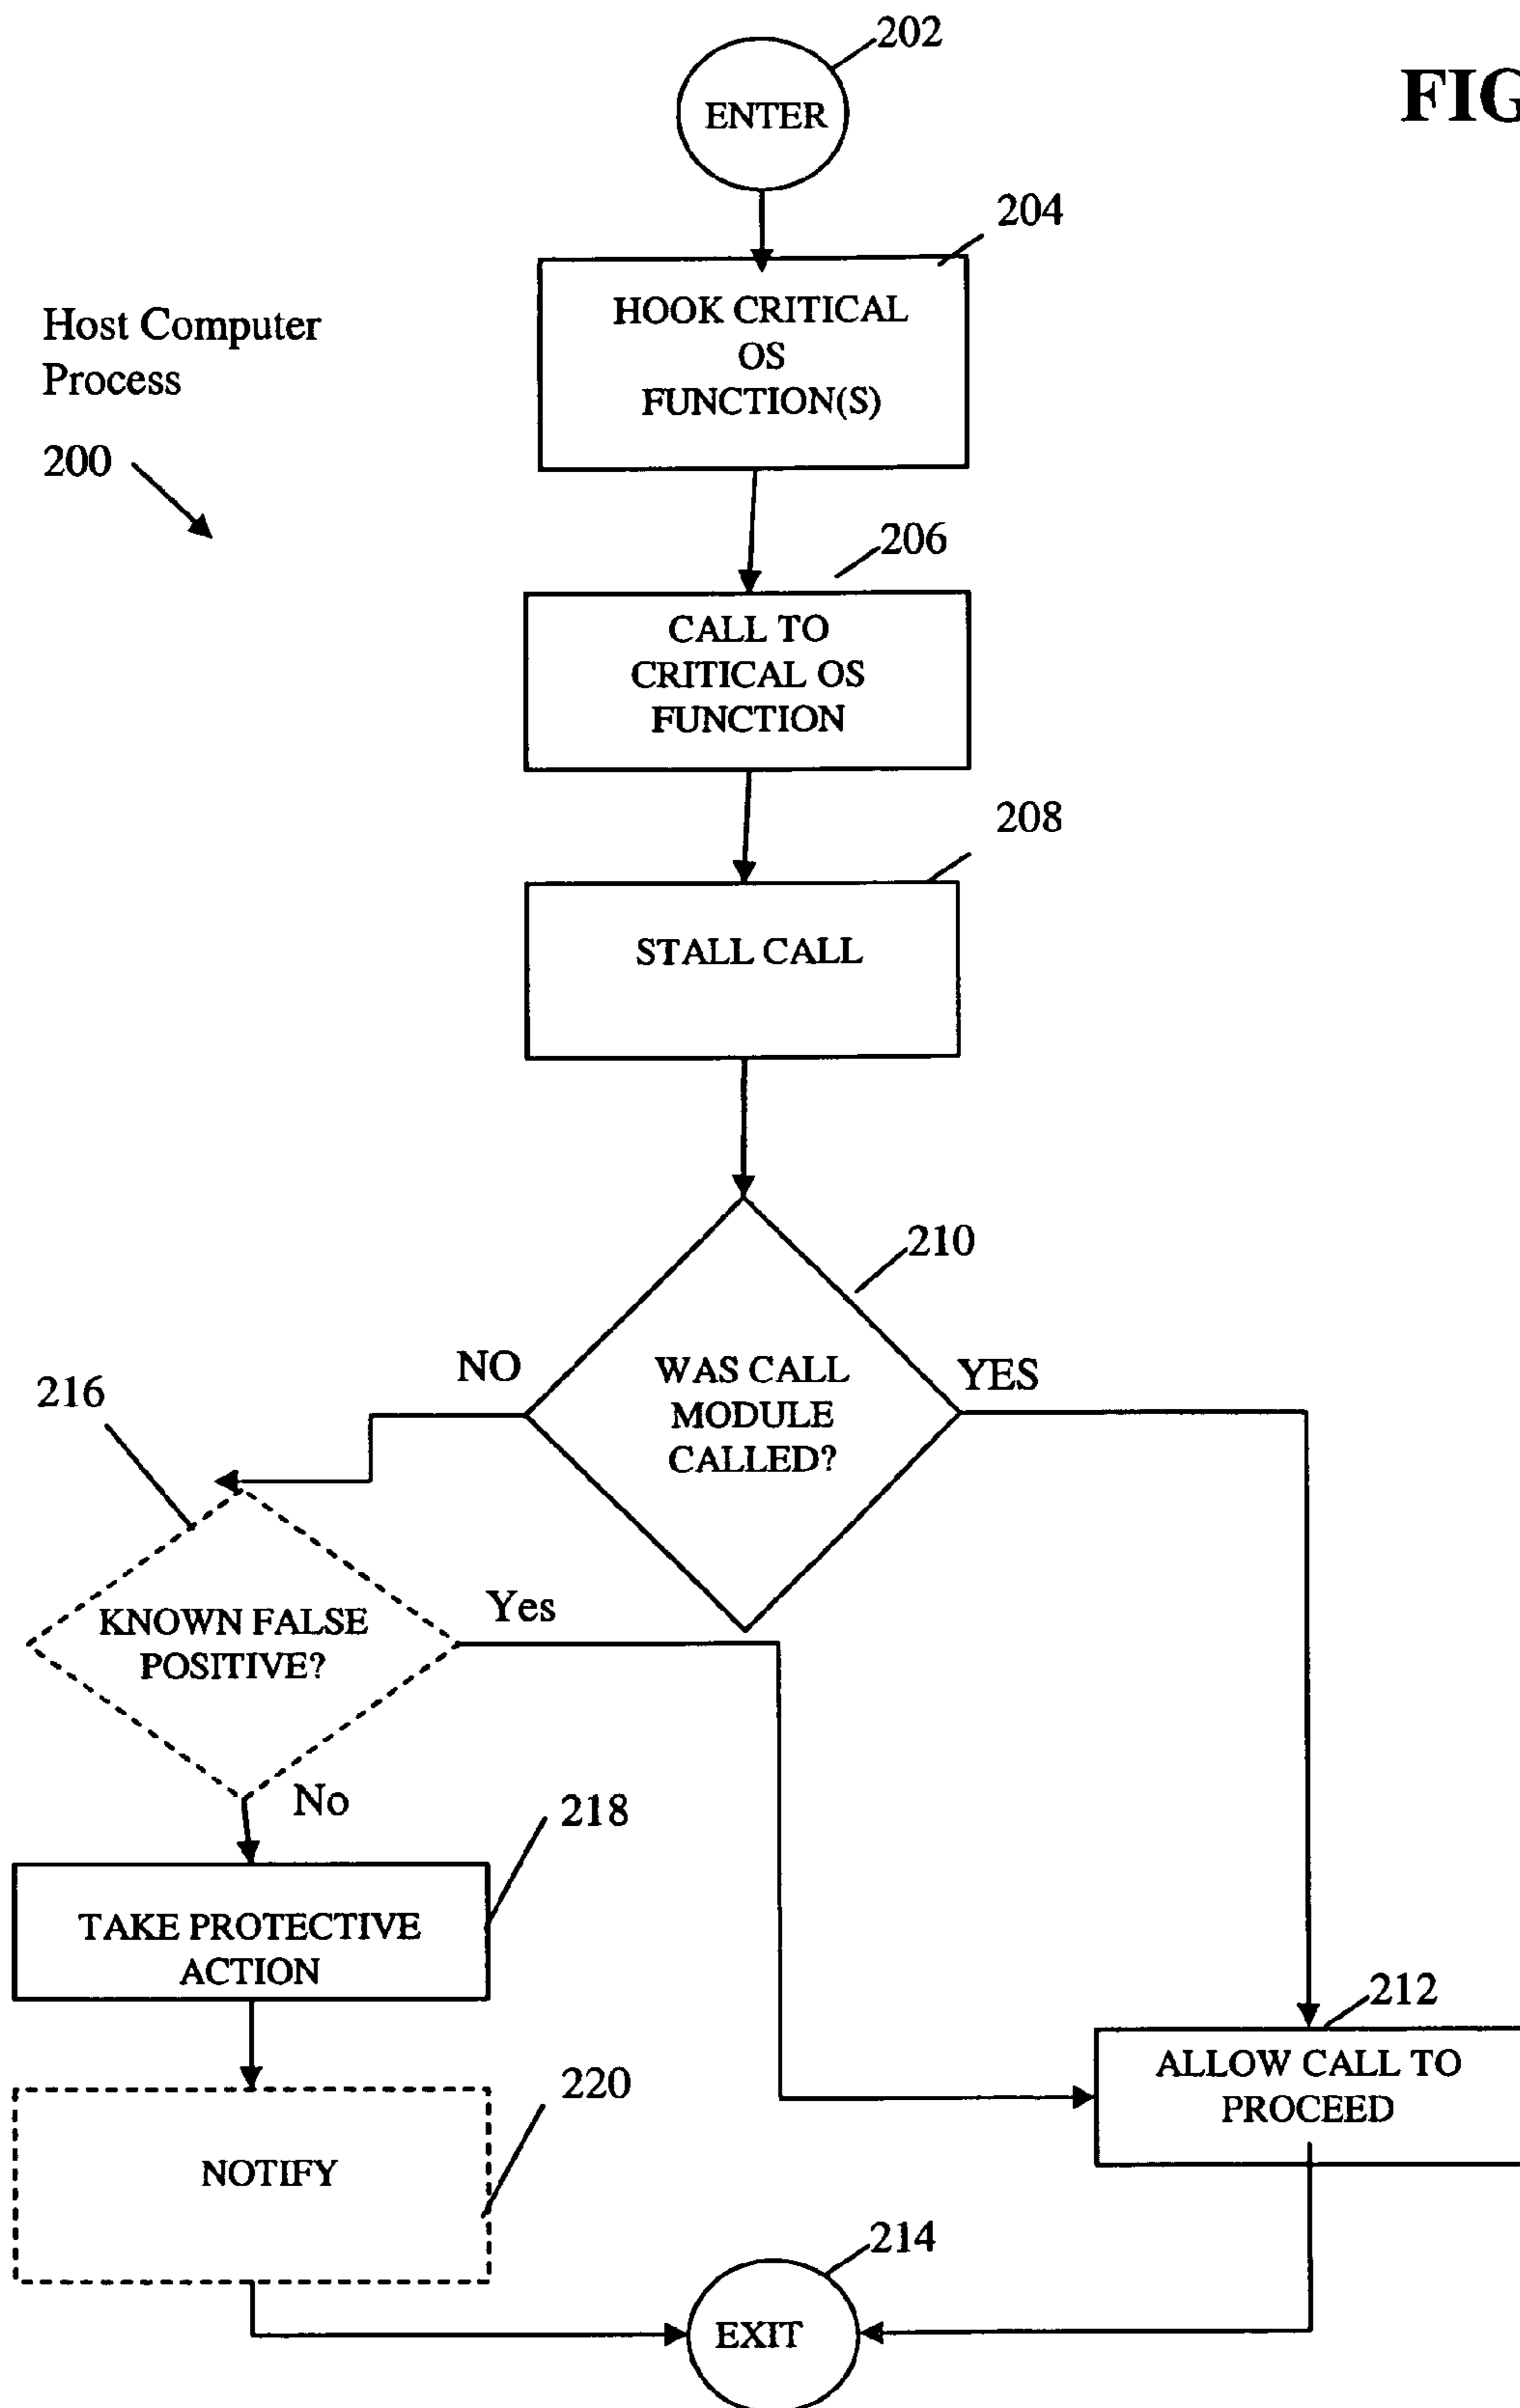 202
ENTER
FIG
204
HOOK CRITICAL
OS
FUNCTION(S)
Host Computer
Process
200
206
CALL TO
CRITICAL OS
FUNCTION
208
STALL CALL
210
NO
WAS CALL
MODULE
CALLED?
YES
216
KNOWN FALSE
POSITIVE?
Yes
No
218
TAKE PROTECTIVE
ACTION
212
ALLOW CALL TO
PROCEED
220
NOTIFY
214
EXIT